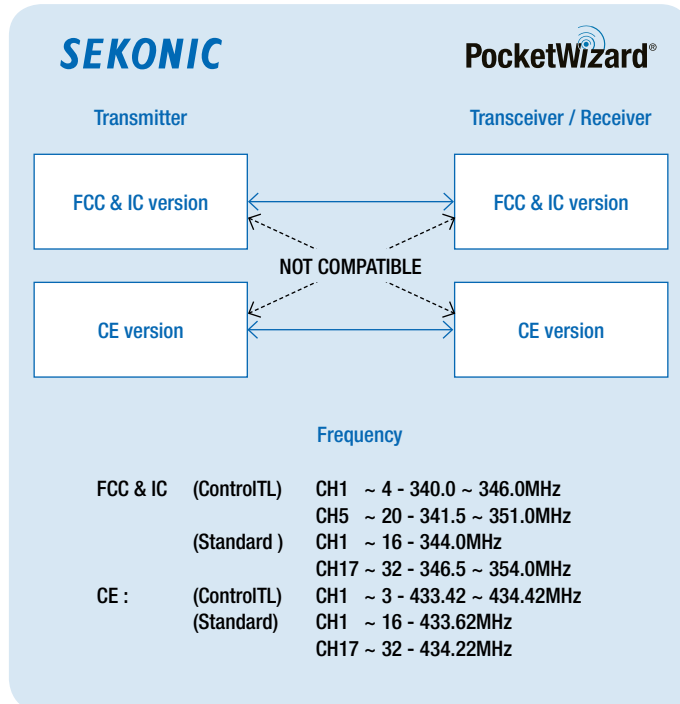 SEKONIC
PocketWizard®
Transmitter
Transceiver / Receiver
FCC & IC version
FCC & IC version
NOT COMPATIBLE
CE version
CE version
Frequency
FCC & IC (ControlTL) CH1 ~ 4 - 340.0 ~ 346.0MHz
CH5 ~ 20 - 341.5 ~ 351.0MHz
(Standard ) CH1 ~ 16 - 344.0MHz
CH17 ~ 32 - 346.5 ~ 354.0MHz
CE : (ControlTL) CH1 ~ 3 - 433.42 ~ 434.42MHz
(Standard) CH1 ~ 16 - 433.62MHz
CH17 ~ 32 - 434.22MHz